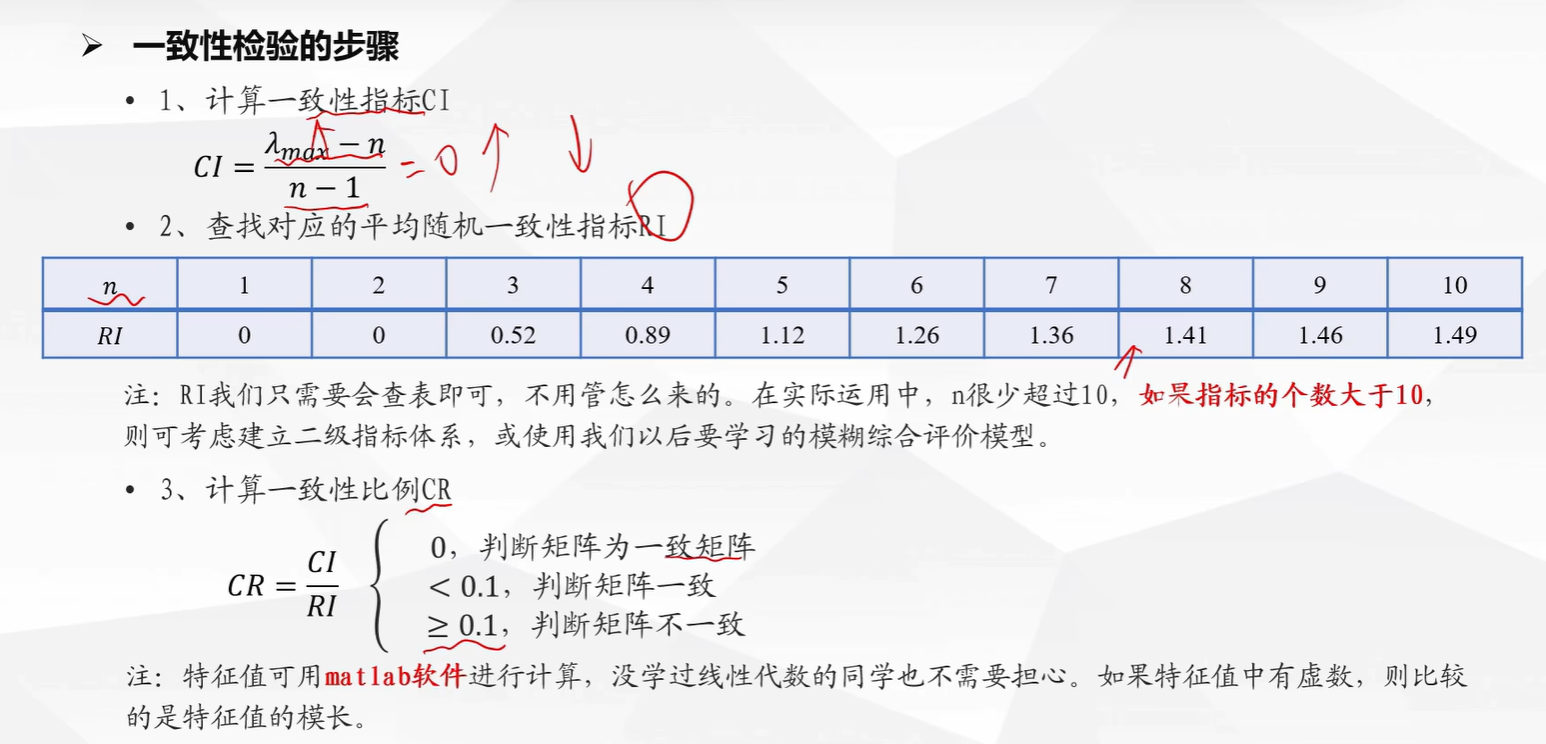 ➤ 一致性检验的步骤
• 1、计算一致性指标CI
CI = (λmax − n) / (n − 1) = 0 ↑ ↓
• 2、查找对应的平均随机一致性指标RI
n 1 2 3 4 5 6 7 8 9 10
RI 0 0 0.52 0.89 1.12 1.26 1.36 1.41 1.46 1.49
注：RI我们只需要会查表即可，不用管怎么来的。在实际运用中，n很少超过10，如果指标的个数大于10，
则可考虑建立二级指标体系，或使用我们以后要学习的模糊综合评价模型。
• 3、计算一致性比例CR
CR = CI / RI {
0，判断矩阵为一致矩阵
< 0.1，判断矩阵一致
≥ 0.1，判断矩阵不一致
注：特征值可用matlab软件进行计算，没学过线性代数的同学也不需要担心。如果特征值中有虚数，则比较
的是特征值的模长。